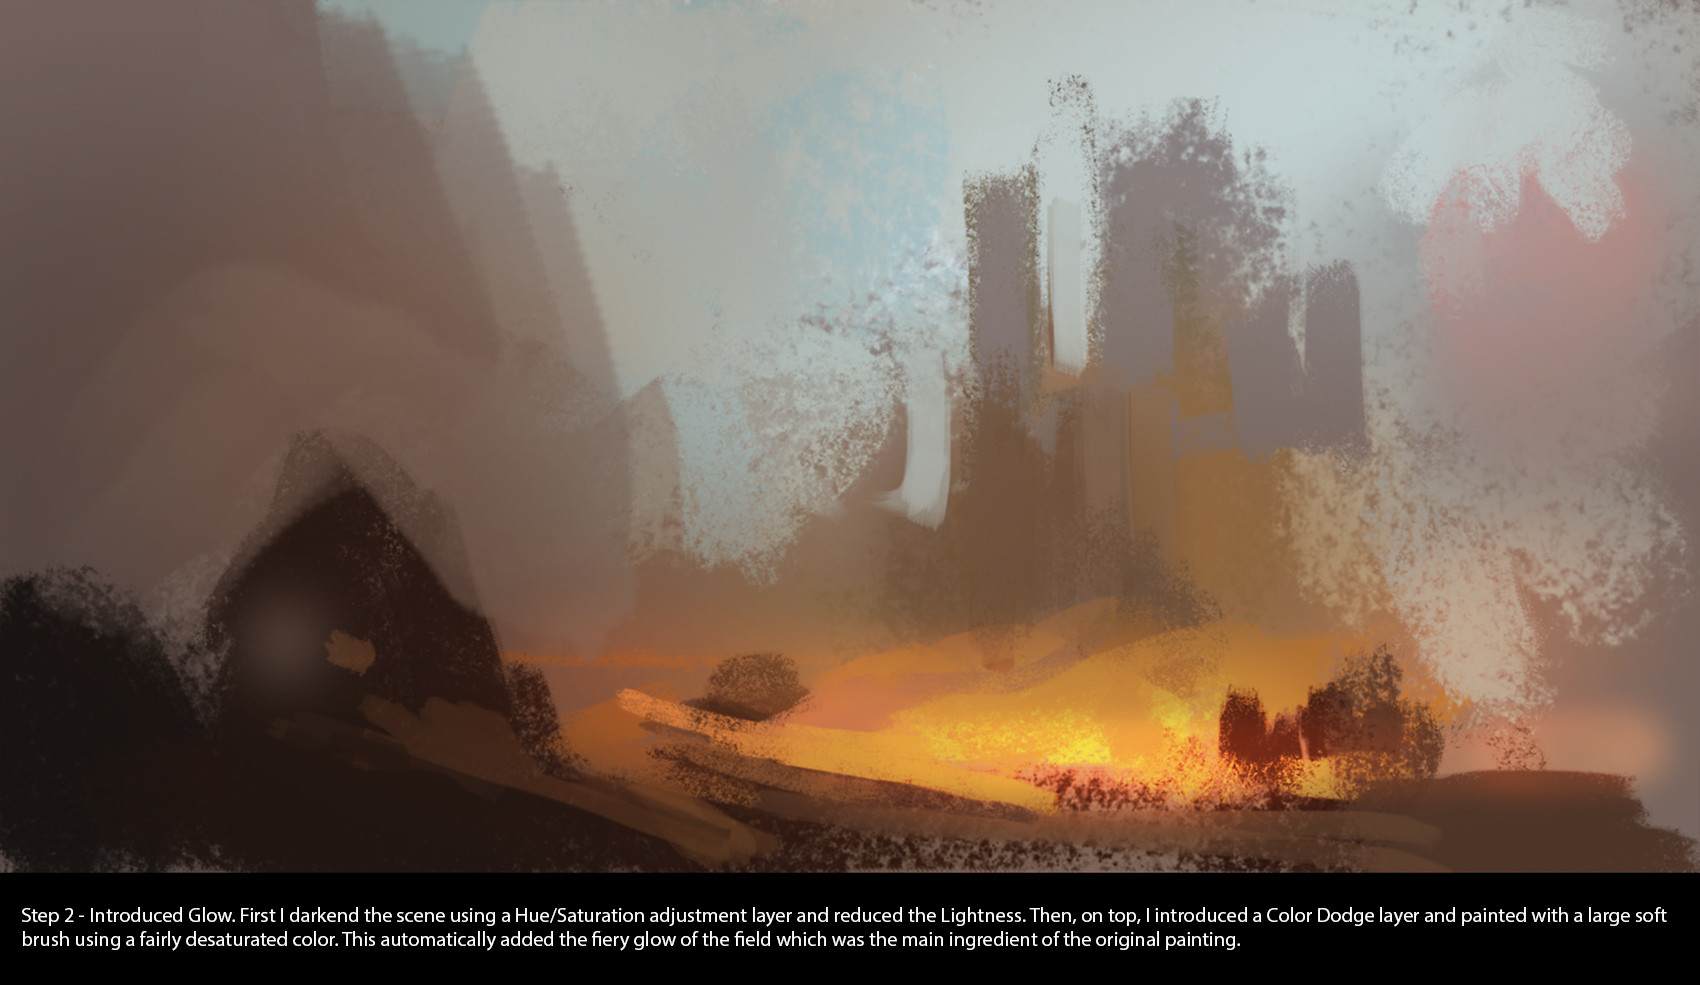 Step 2 - Introduced Glow. First I darkend the scene using a Hue/Saturation adjustment layer and reduced the Lightness. Then, on top, I introduced a Color Dodge layer and painted with a large soft
brush using a fairly desaturated color. This automatically added the fiery glow of the field which was the main ingredient of the original painting.